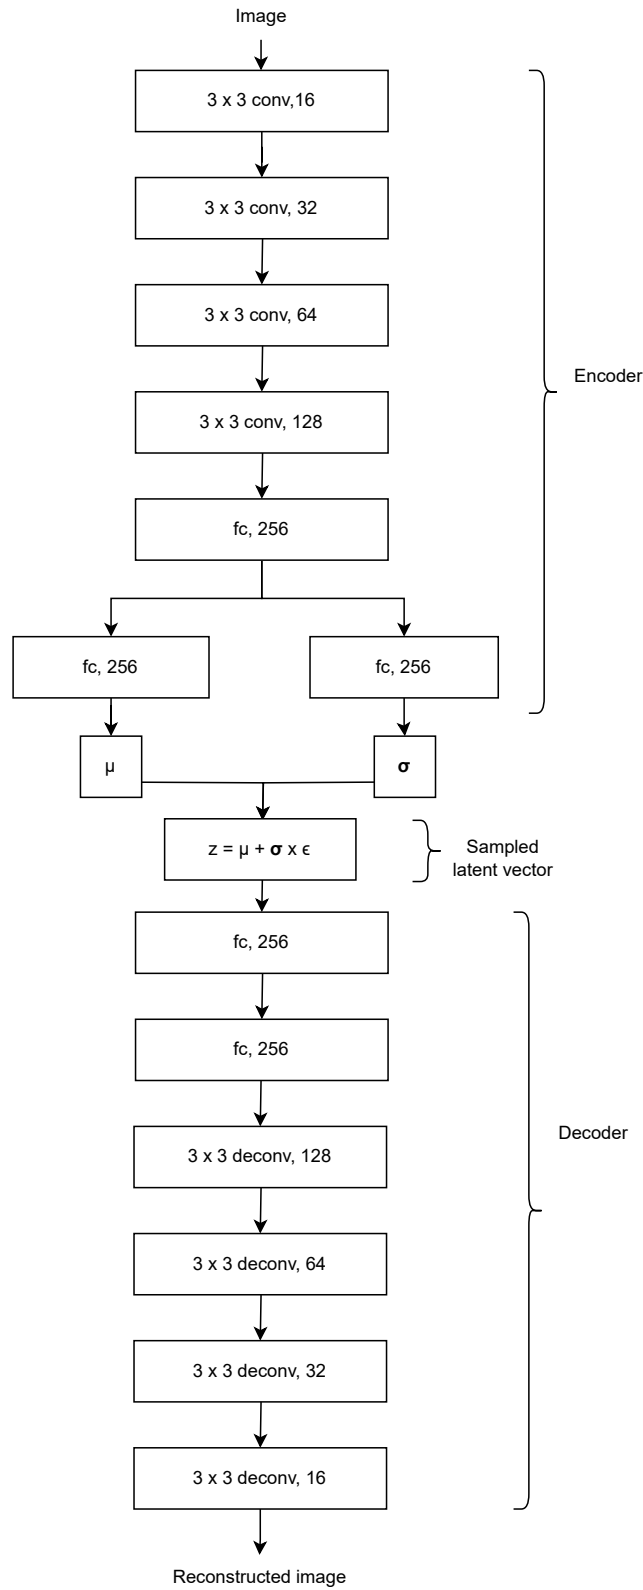 Image
3 x 3 conv,16
3 x 3 conv, 32
3 x 3 conv, 64
Encoder
3 x 3 conv, 128
fc, 256
fc, 256
fc, 256
μ
σ
z = μ + σ x ϵ
Sampled
latent vector
fc, 256
fc, 256
Decoder
3 x 3 deconv, 128
3 x 3 deconv, 64
3 x 3 deconv, 32
3 x 3 deconv, 16
Reconstructed image